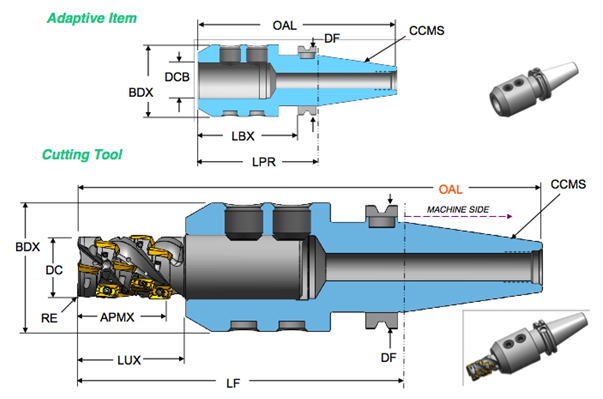 Adaptive Item
OAL
DF
CCMS
DCB
BDX
LBX
LPR
Cutting Tool
OAL
CCMS
MACHINE SIDE
BDX
DC
RE
APMX
LUX
DF
LF